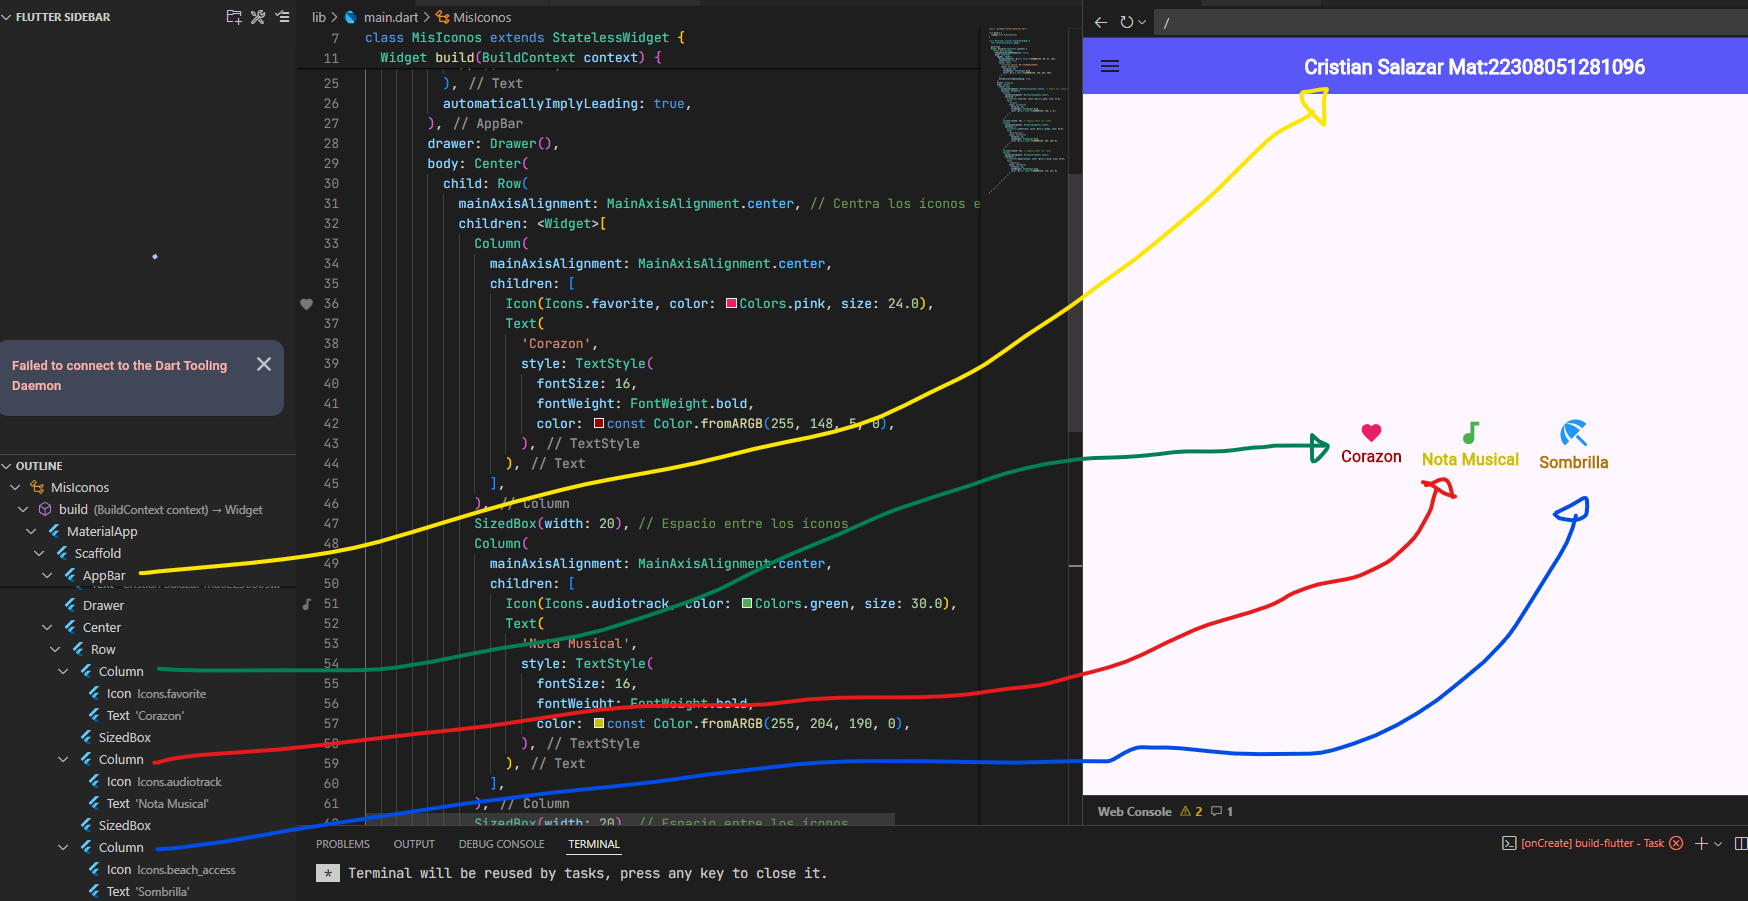 FLUTTER SIDEBAR
Failed to connect to the Dart Tooling
Daemon
OUTLINE
MisIconos
build (BuildContext context) → Widget
MaterialApp
Scaffold
AppBar
Drawer
Center
Row
Column
Icon Icons.favorite
Text 'Corazon'
SizedBox
Column
Icon Icons.audiotrack
Text 'Nota Musical'
SizedBox
Column
Icon Icons.beach_access
Text 'Sombrilla'
lib > main.dart > MisIconos
7 class MisIconos extends StatelessWidget {
11 Widget build(BuildContext context) {
25 ), // Text
26 automaticallyImplyLeading: true,
27 ), // AppBar
28 drawer: Drawer(),
29 body: Center(
30 child: Row(
31 mainAxisAlignment: MainAxisAlignment.center, // Centra los iconos e
32 children: <Widget>[
33 Column(
34 mainAxisAlignment: MainAxisAlignment.center,
35 children: [
36 Icon(Icons.favorite, color: Colors.pink, size: 24.0),
37 Text(
38 'Corazon',
39 style: TextStyle(
40 fontSize: 16,
41 fontWeight: FontWeight.bold,
42 color: const Color.fromARGB(255, 148, 5, 0),
43 ), // TextStyle
44 ), // Text
45 ],
46 ), // Column
47 SizedBox(width: 20), // Espacio entre los iconos
48 Column(
49 mainAxisAlignment: MainAxisAlignment.center,
50 children: [
51 Icon(Icons.audiotrack, color: Colors.green, size: 30.0),
52 Text(
53 'Nota Musical',
54 style: TextStyle(
55 fontSize: 16,
56 fontWeight: FontWeight.bold,
57 color: const Color.fromARGB(255, 204, 190, 0),
58 ), // TextStyle
59 ), // Text
60 ],
61 ), // Column
62 SizedBox(width: 20), // Espacio entre los iconos
PROBLEMS OUTPUT DEBUG CONSOLE TERMINAL
* Terminal will be reused by tasks, press any key to close it.
/
Cristian Salazar Mat:22308051281096
Corazon
Nota Musical
Sombrilla
Web Console 2 1
[onCreate] build-flutter - Task